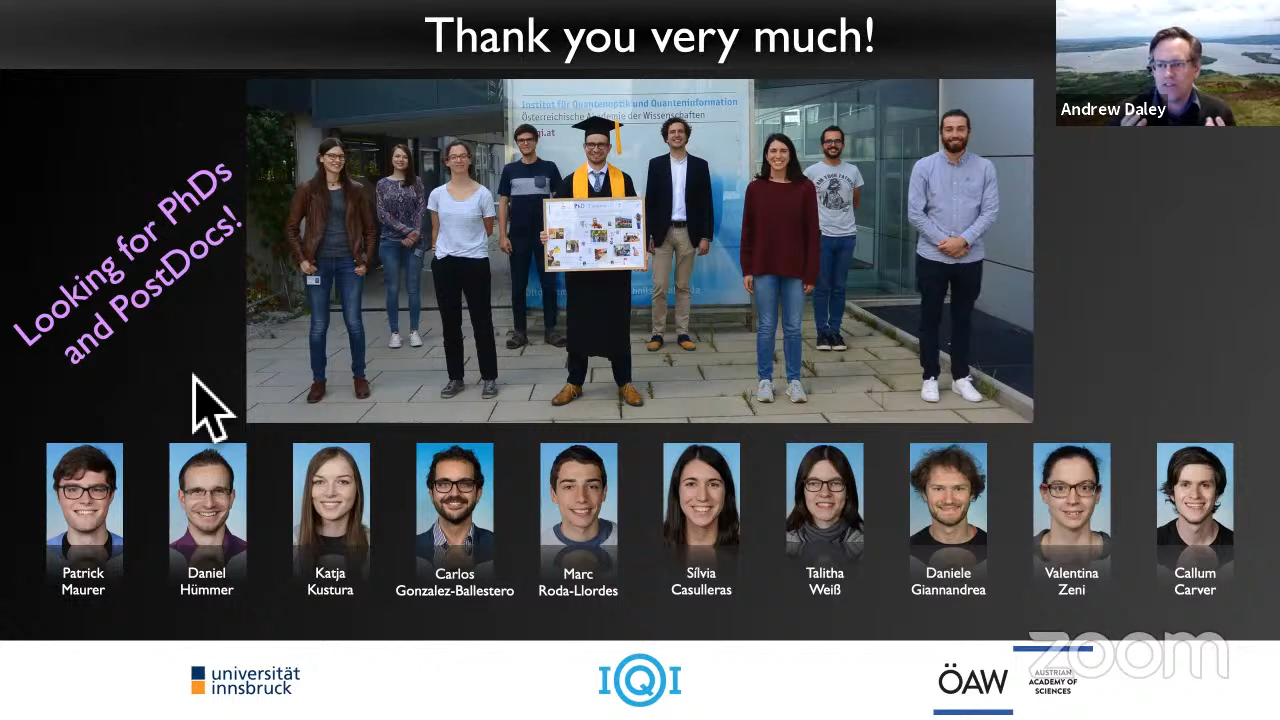 Thank you very much!
Andrew Daley
Institut für Quantenoptik und Quanteninformation
Österreichische Akademie der Wissenschaften
Looking for PhDs
and PostDocs!
PhD
Patrick
Maurer
Daniel
Hümmer
Katja
Kustura
Carlos
Gonzalez-Ballestero
Marc
Roda-Llordes
Sílvia
Casulleras
Talitha
Weiß
Daniele
Giannandrea
Valentina
Zeni
Callum
Carver
zoom
universität
innsbruck
IQI
ÖAW
AUSTRIAN
ACADEMY OF
SCIENCES